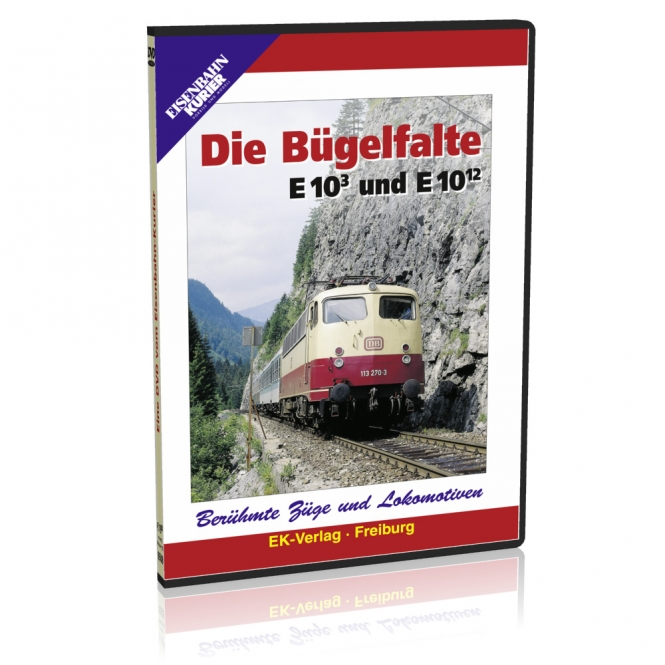 EISENBAHN
KURIER
Die Bügelfalte
E 10³ und E 10¹²
DB
113 270-3
Berühmte Züge und Lokomotiven
EK-Verlag · Freiburg
Eine DVD vom Eisenbahn-Kurier